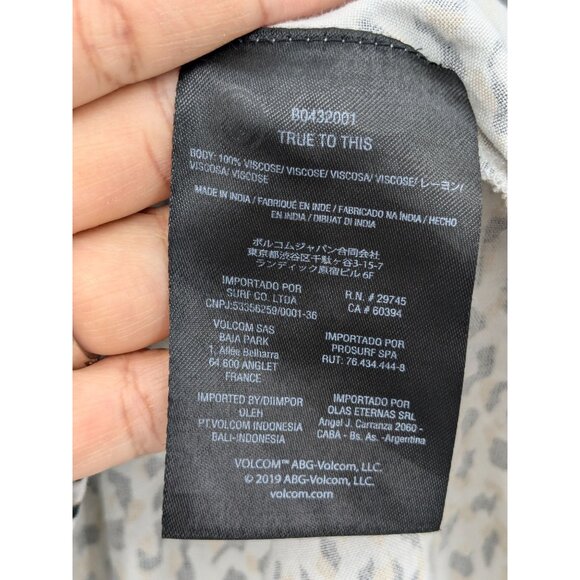 B0432001
TRUE TO THIS
BODY: 100% VISCOSE/ VISCOSE/ VISCOSA/ VISCOSE/ レーヨン/
VISCOSA/ VISCOSE
MADE IN INDIA / FABRIQUÉ EN INDE / FABRICADO NA ÍNDIA / HECHO
EN INDIA / DIBUAT DI INDIA
ボルコムジャパン合同会社
東京都渋谷区千駄ヶ谷3-15-7
ランディック原宿ビル 6F
IMPORTADO POR
SURF CO. LTDA
CNPJ:53356259/0001-36
R.N. # 29745
CA # 60394
VOLCOM SAS
BAIA PARK
1, Allée Belharra
64 600 ANGLET
FRANCE
IMPORTADO POR
PROSURF SPA
RUT: 76.434.444-8
IMPORTED BY/DIIMPOR
OLEH
PT.VOLCOM INDONESIA
BALI-INDONESIA
IMPORTADO POR
OLAS ETERNAS SRL
Angel J. Carranza 2060 -
CABA - Bs. As. -Argentina
VOLCOM™ ABG-Volcom, LLC.
© 2019 ABG-Volcom, LLC.
volcom.com